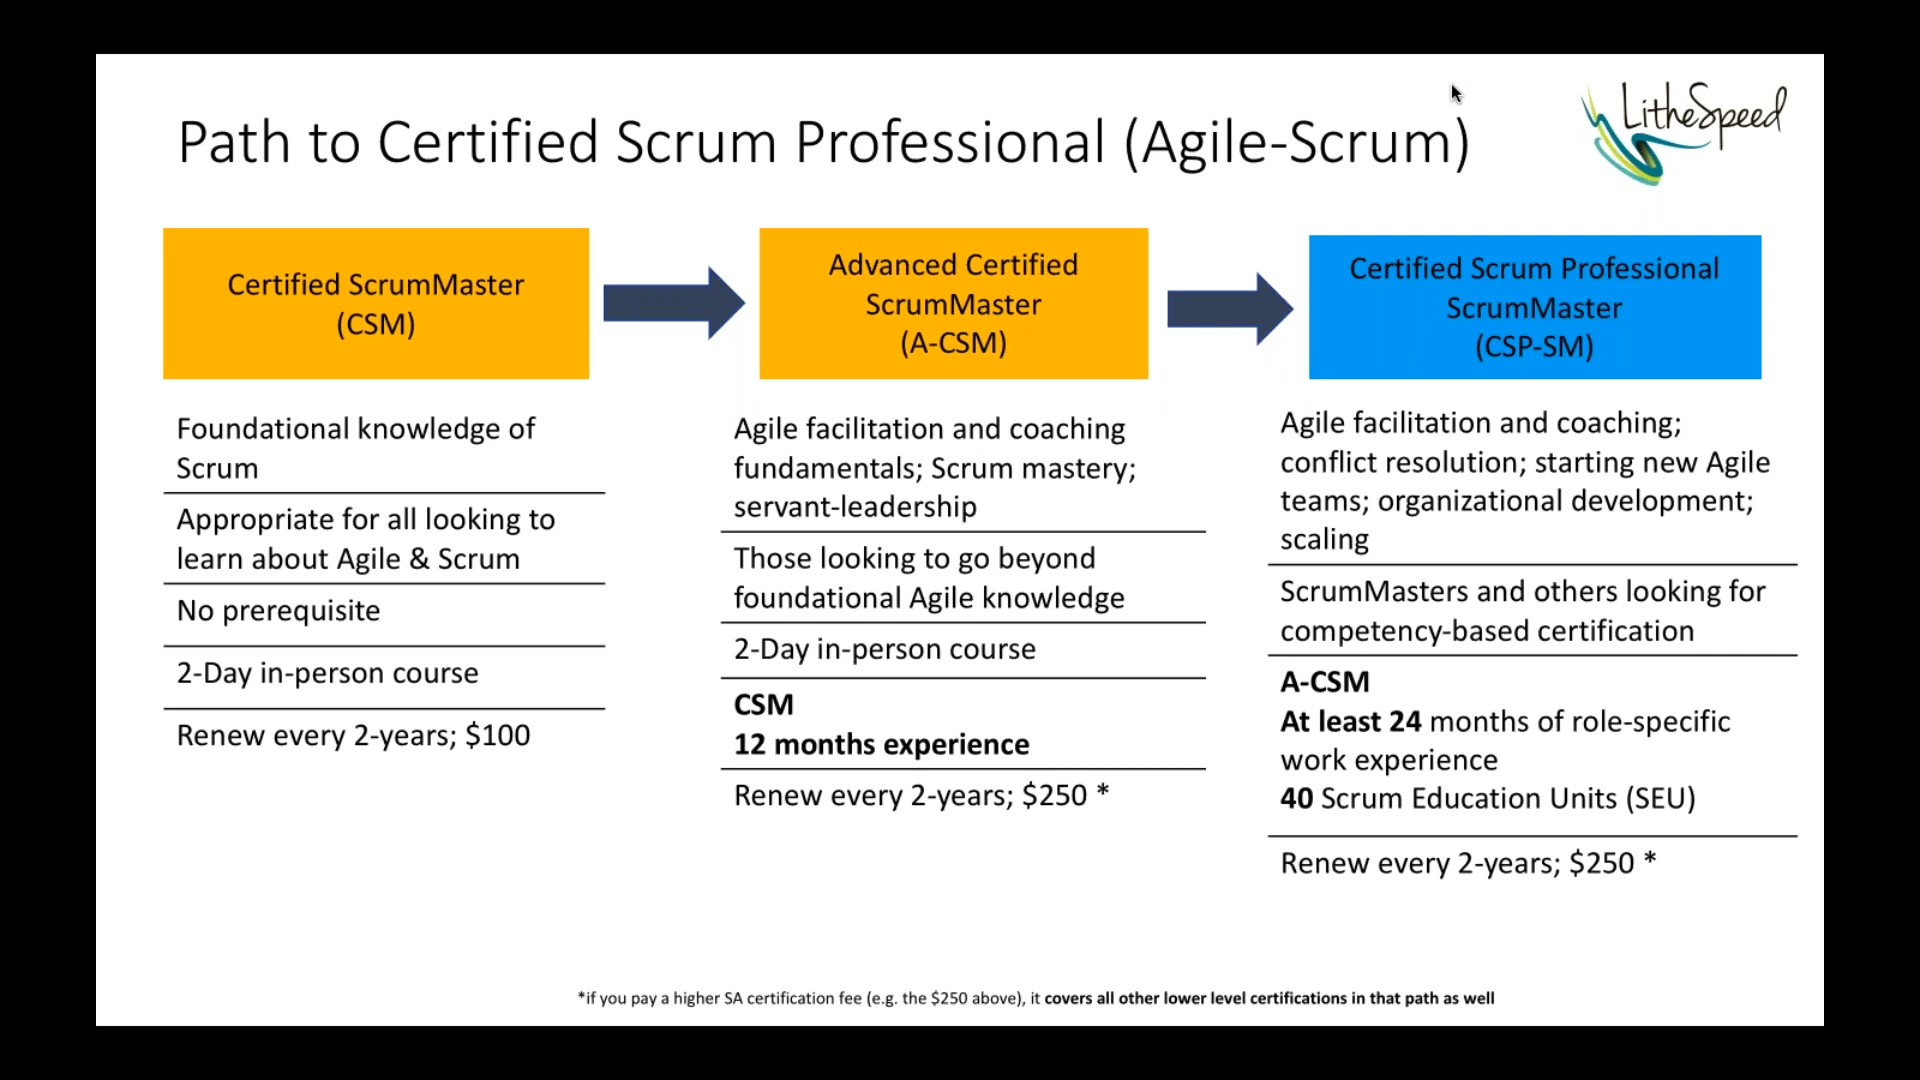 Path to Certified Scrum Professional (Agile-Scrum)
LitheSpeed
Certified ScrumMaster
(CSM)
Foundational knowledge of
Scrum
Appropriate for all looking to
learn about Agile & Scrum
No prerequisite
2-Day in-person course
Renew every 2-years; $100
Advanced Certified
ScrumMaster
(A-CSM)
Agile facilitation and coaching
fundamentals; Scrum mastery;
servant-leadership
Those looking to go beyond
foundational Agile knowledge
2-Day in-person course
CSM
12 months experience
Renew every 2-years; $250 *
Certified Scrum Professional
ScrumMaster
(CSP-SM)
Agile facilitation and coaching;
conflict resolution; starting new Agile
teams; organizational development;
scaling
ScrumMasters and others looking for
competency-based certification
A-CSM
At least 24 months of role-specific
work experience
40 Scrum Education Units (SEU)
Renew every 2-years; $250 *
*if you pay a higher SA certification fee (e.g. the $250 above), it covers all other lower level certifications in that path as well